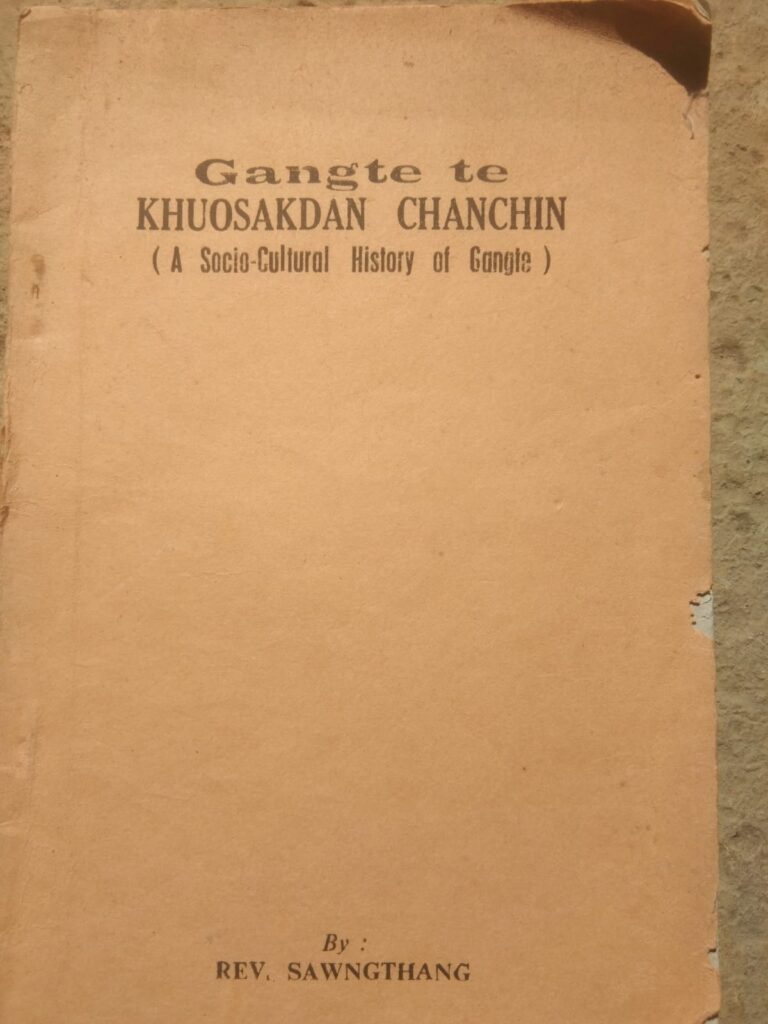 Gangte te
KHUOSAKDAN CHANCHIN
( A Socio-Cultural History of Gangte )
By :
REV. SAWNGTHANG